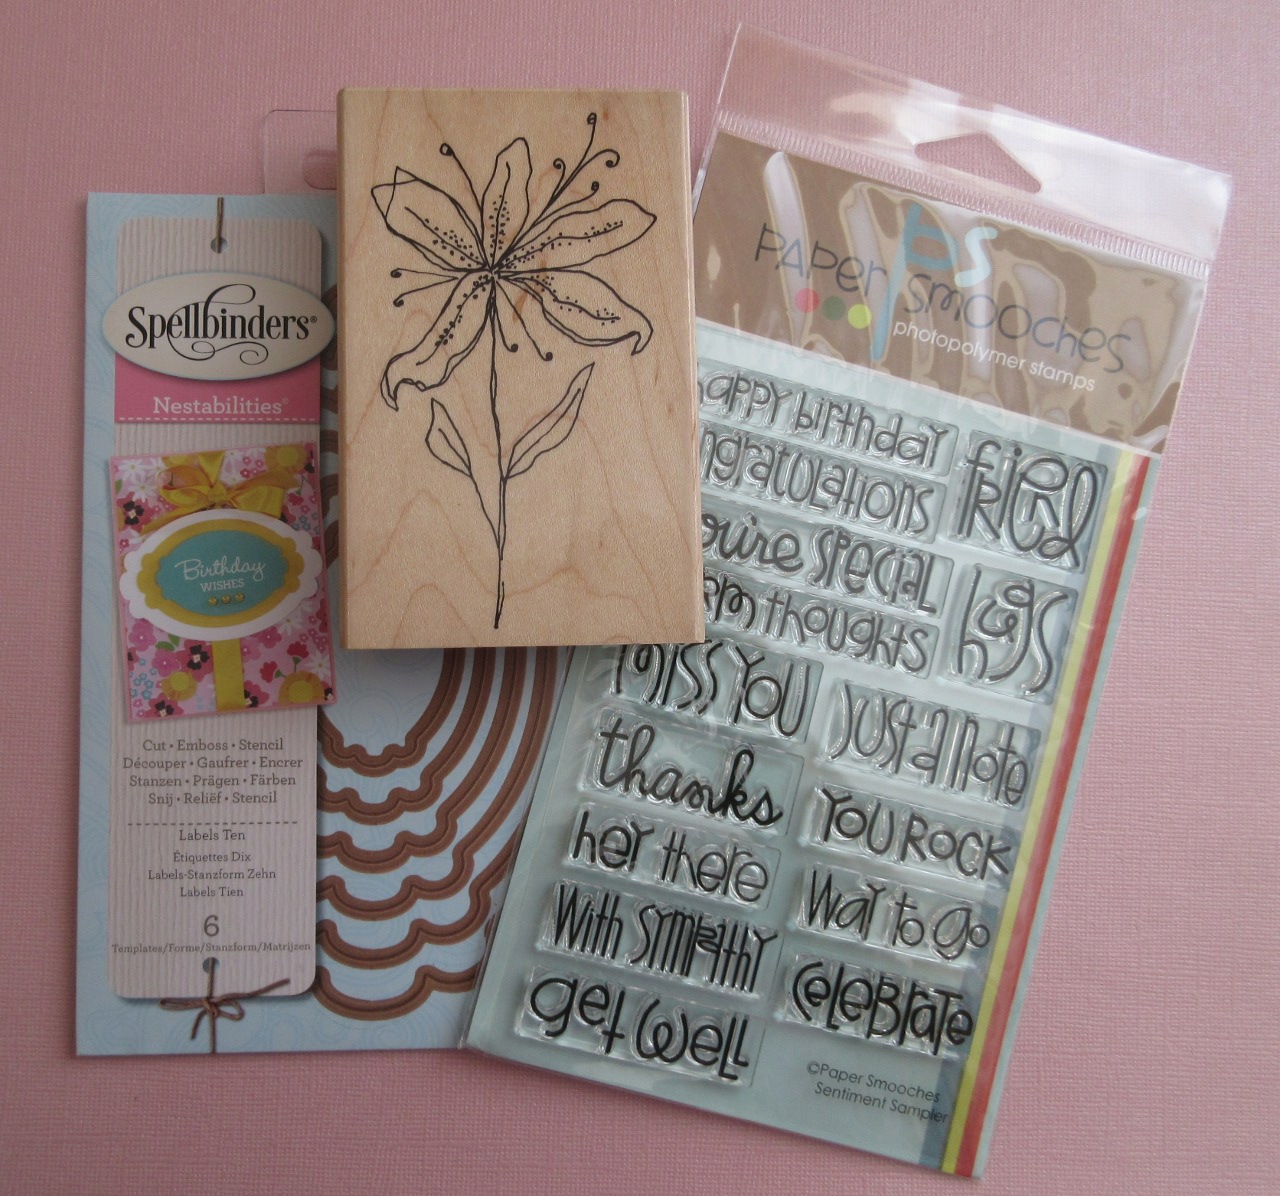 Spellbinders®
Nestabilities®
Birthday
WISHES
Cut • Emboss • Stencil
Découper • Gaufrer • Encrer
Stanzen • Prägen • Färben
Snij • Reliëf • Stencil
Labels Ten
Étiquettes Dix
Labels-Stanzform Zehn
Labels Tien
6
Templates/Forme/Stanzform/Matrijzen
ps
PAPER SMOOCHES
photopolymer stamps
happy birthday
ngratulations
friend
ou're special
hugs
rm thoughts
miss you
just a note
thanks
you rock
hey there
way to go
with sympathy
celebrate
get well
©Paper Smooches
Sentiment Sampler